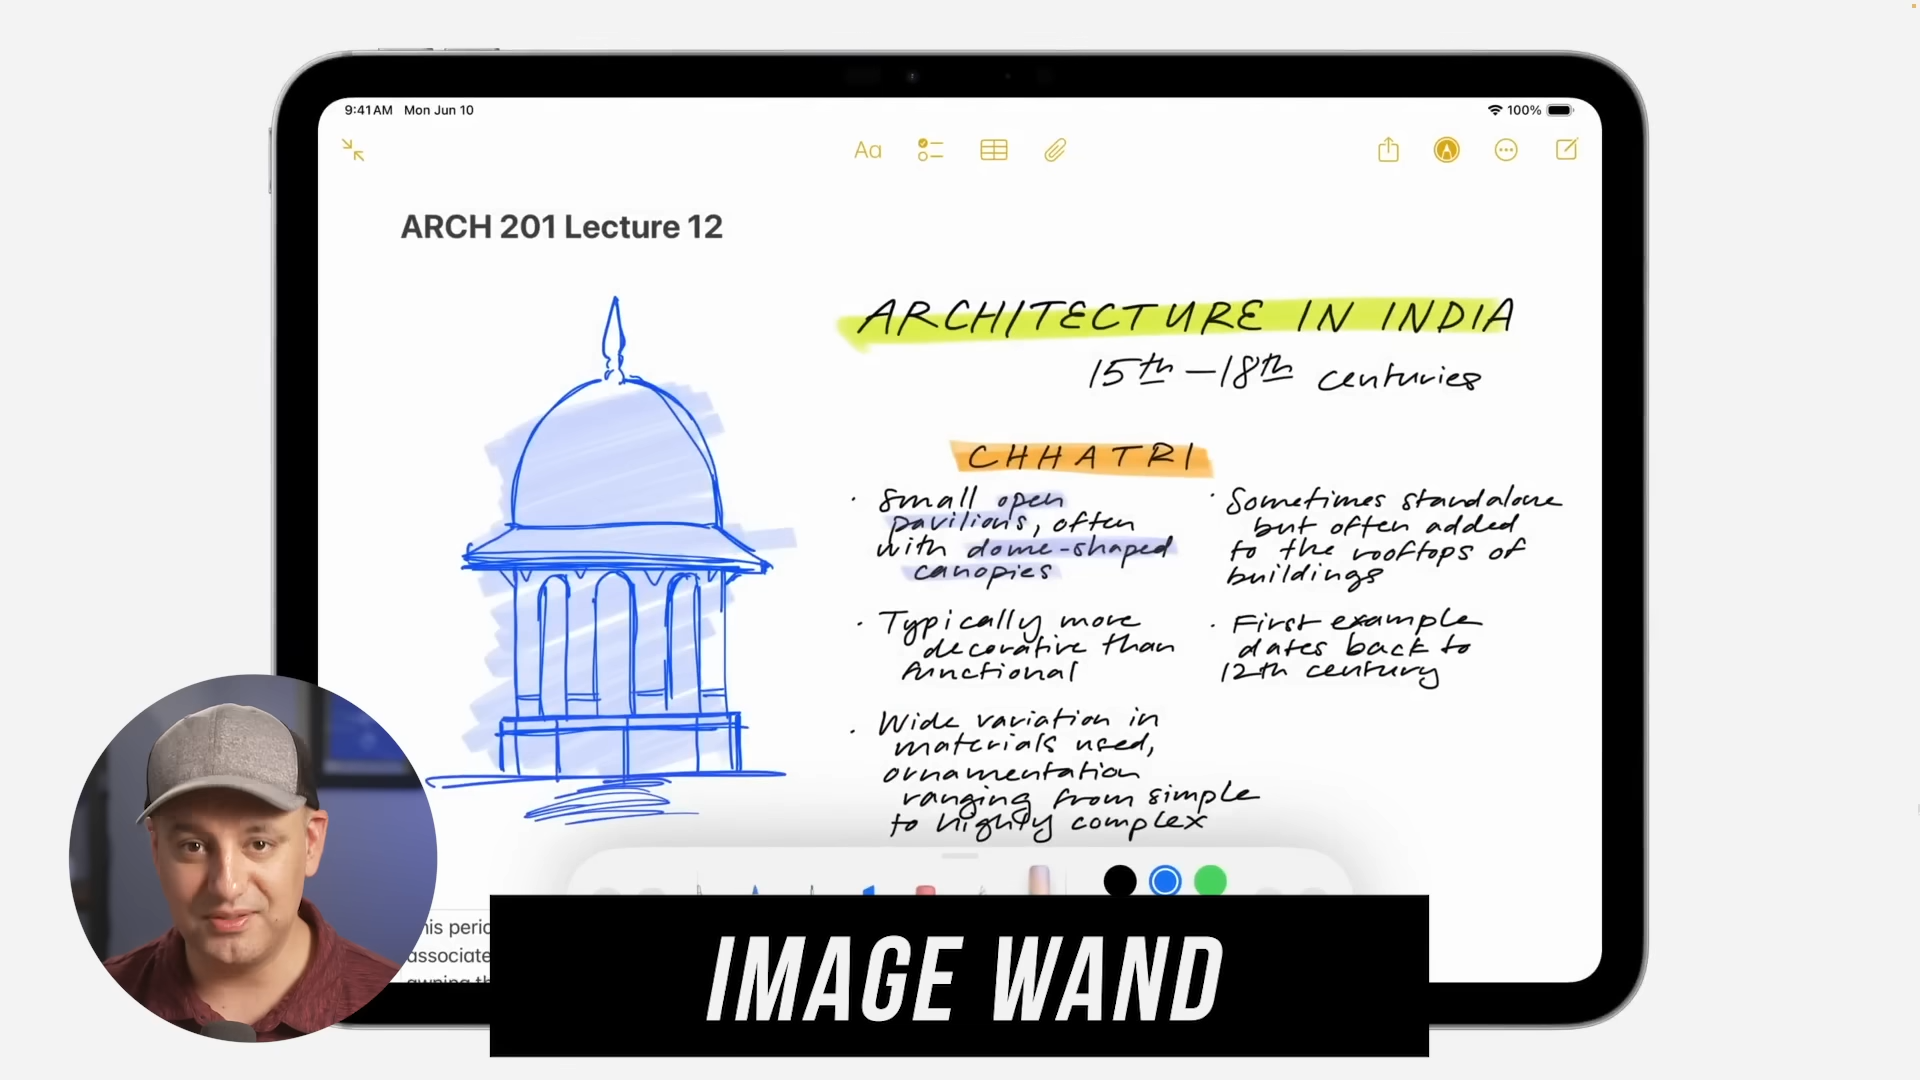 9:41 AM Mon Jun 10
100%
Aa
ARCH 201 Lecture 12
ARCHITECTURE IN INDIA
15th – 18th centuries
CHHATRI
· Small open
pavilions, often
with dome-shaped
canopies
· Typically more
decorative than
functional
· Wide variation in
materials used,
ornamentation
ranging from simple
to highly complex
· Sometimes standalone
but often added
to the rooftops of
buildings
· First example
dates back to
12th century
his perio
associate
IMAGE WAND